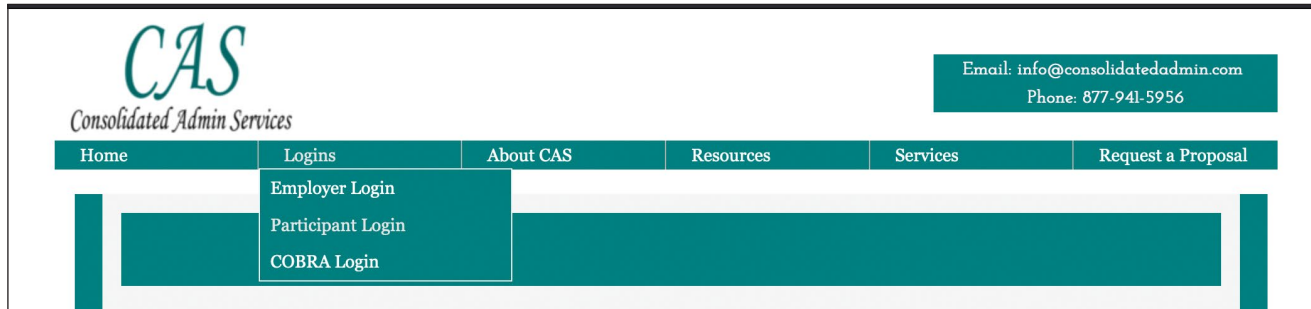 CAS
Consolidated Admin Services
Email: info@consolidatedadmin.com
Phone: 877-941-5956
Home Logins About CAS Resources Services Request a Proposal
Employer Login
Participant Login
COBRA Login